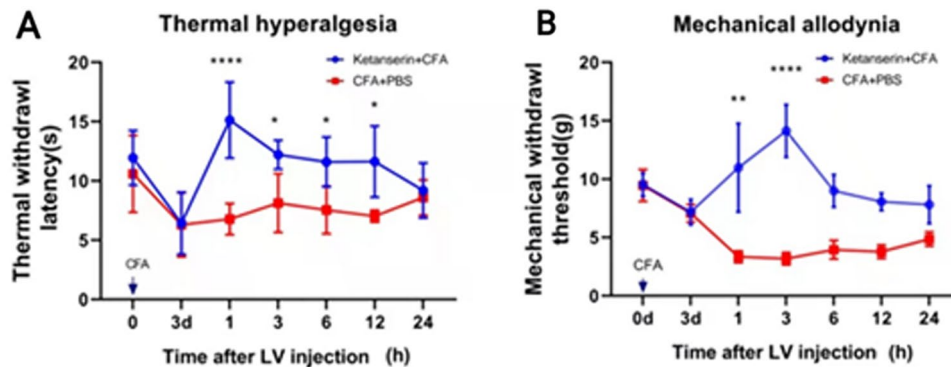 A
Thermal hyperalgesia
Thermal withdrawl
latency(s)
20
15
10
5
0
****
*
*
*
Ketanserin+CFA
CFA+PBS
CFA
0 3d 1 3 6 12 24
Time after LV injection (h)
B
Mechanical allodynia
Mechanical withdrawl
threshold(g)
20
15
10
5
0
**
****
Ketanserin+CFA
CFA+PBS
CFA
0d 3d 1 3 6 12 24
Time after LV injection (h)